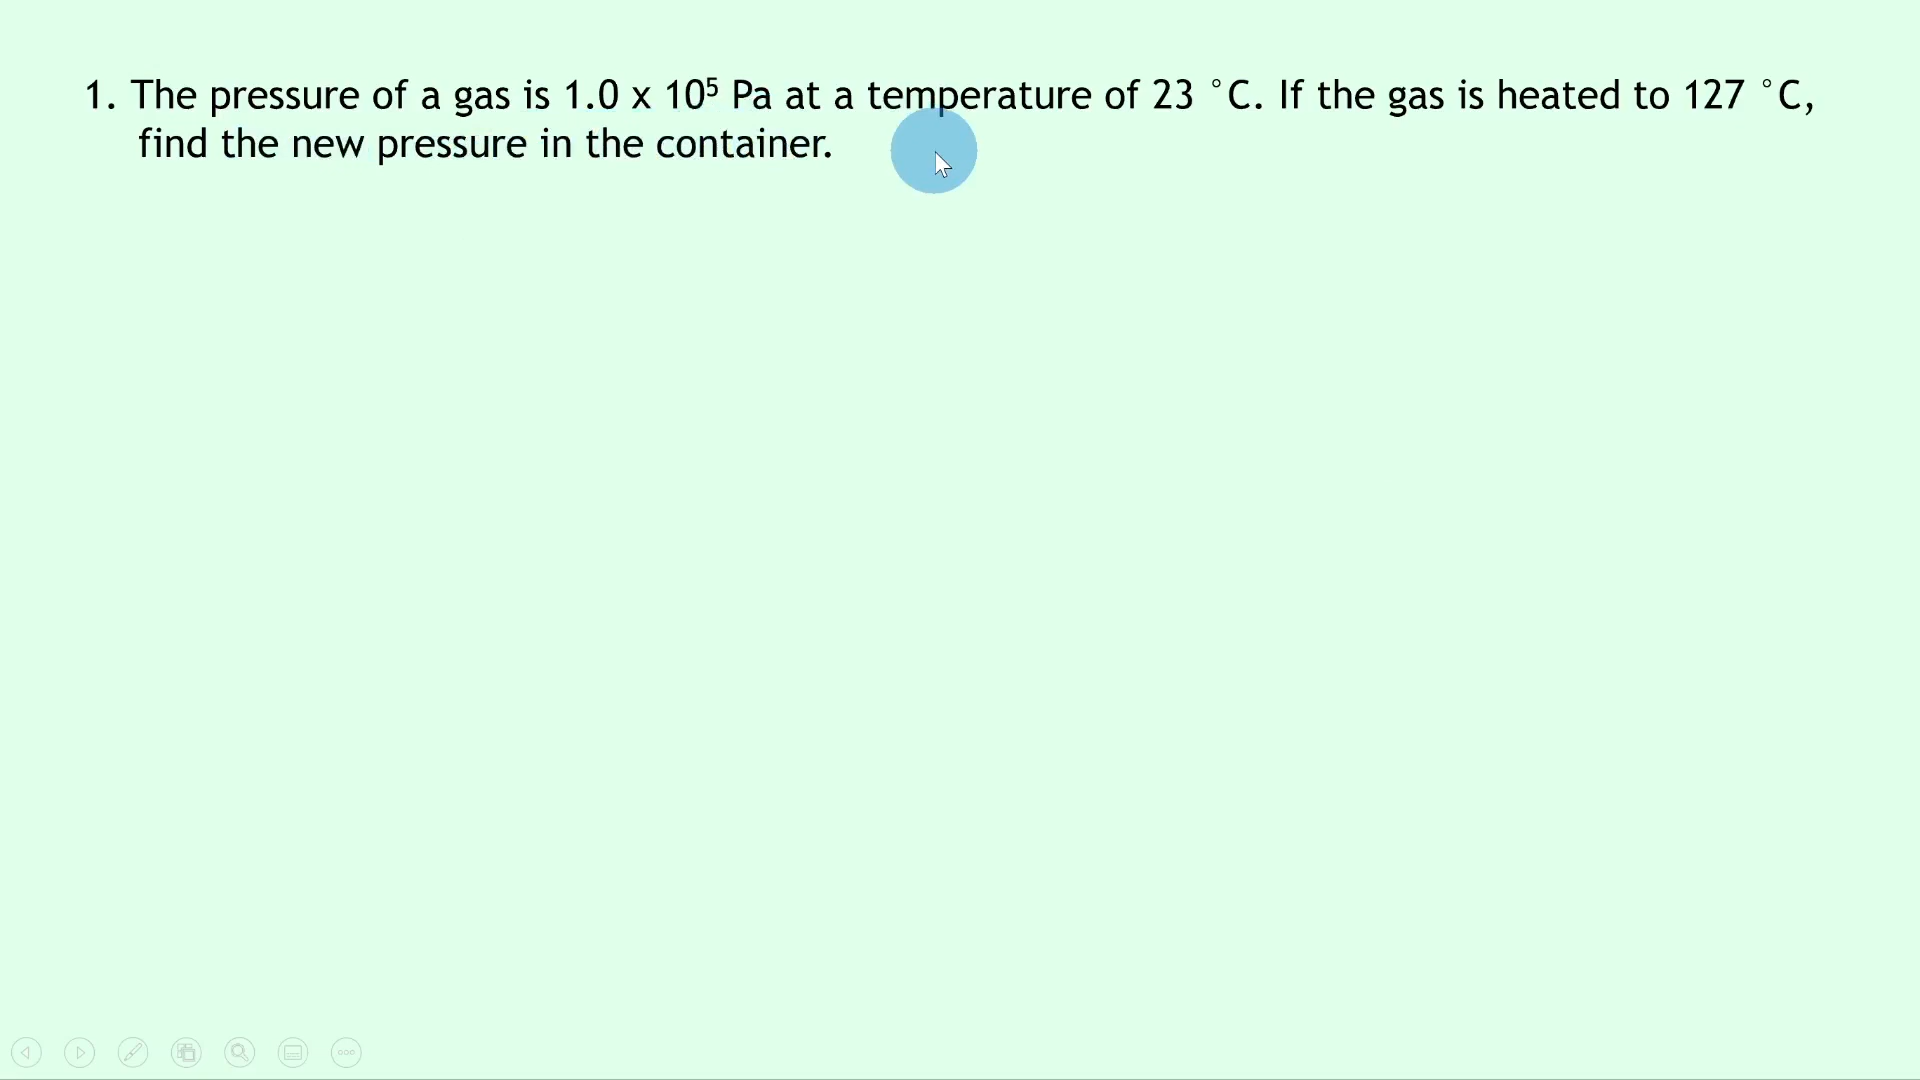 1. The pressure of a gas is 1.0 x 10⁵ Pa at a temperature of 23 °C. If the gas is heated to 127 °C,
find the new pressure in the container.